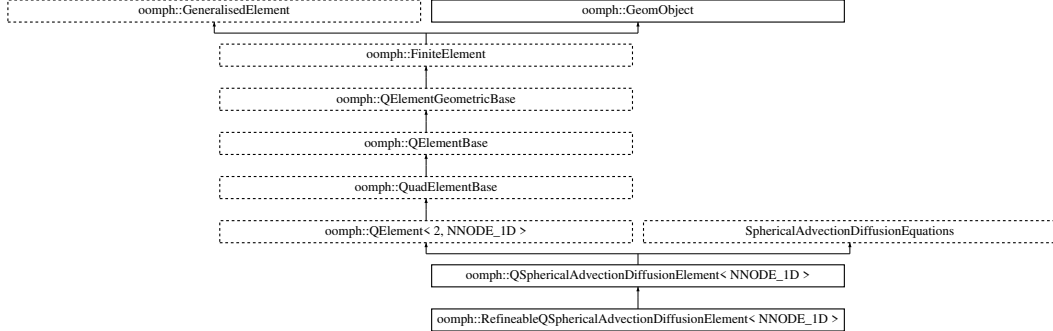 oomph::GeneralisedElement
oomph::GeomObject
oomph::FiniteElement
oomph::QElementGeometricBase
oomph::QElementBase
oomph::QuadElementBase
oomph::QElement< 2, NNODE_1D >
SphericalAdvectionDiffusionEquations
oomph::QSphericalAdvectionDiffusionElement< NNODE_1D >
oomph::RefineableQSphericalAdvectionDiffusionElement< NNODE_1D >